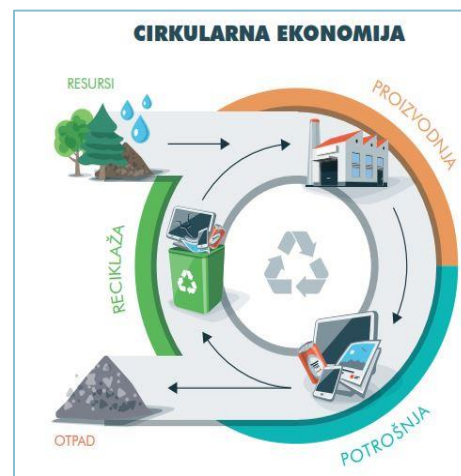 CIRKULARNA EKONOMIJA
RESURSI
PROIZVODNJA
RECIKLAŽA
OTPAD
POTROŠNJA